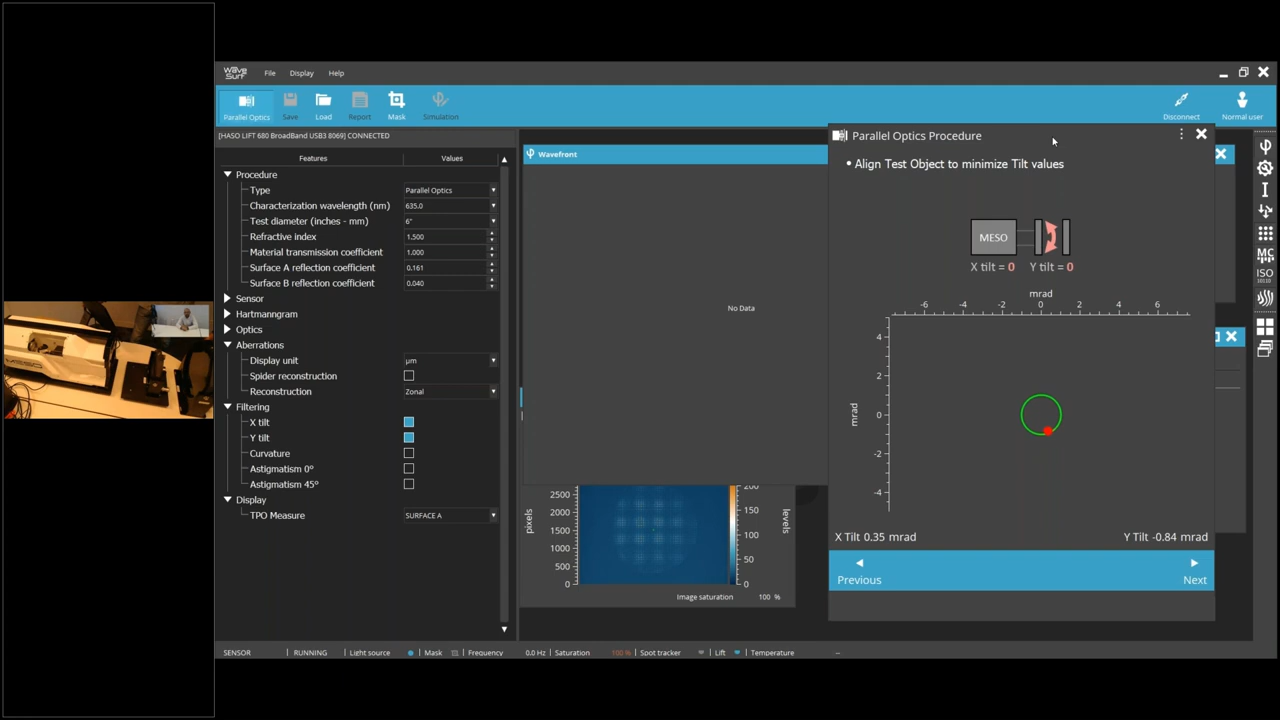 WAVE SURF File Display Help
Parallel Optics Save Load Report Mask Simulation Disconnect Normal user
[HASO LIFT 680 BroadBand USB3 8069] CONNECTED
Features Values
Procedure
Type Parallel Optics
Characterization wavelength (nm) 635.0
Test diameter (inches - mm) 6"
Refractive index 1.500
Material transmission coefficient 1.000
Surface A reflection coefficient 0.161
Surface B reflection coefficient 0.040
Sensor
Hartmanngram
Optics
Aberrations
Display unit µm
Spider reconstruction
Reconstruction Zonal
Filtering
X tilt
Y tilt
Curvature
Astigmatism 0°
Astigmatism 45°
Display
TPO Measure SURFACE A
Wavefront
No Data
pixels
2500
2000
1500
1000
500
0
200
150
100
50
0
levels
Image saturation 100 %
Parallel Optics Procedure
• Align Test Object to minimize Tilt values
MESO
X tilt = 0 Y tilt = 0
mrad
-6 -4 -2 0 2 4 6
mrad
4
2
0
-2
-4
X Tilt 0.35 mrad Y Tilt -0.84 mrad
Previous Next
MC
ISO
10110
SENSOR RUNNING Light source Mask Frequency 0.0 Hz Saturation 100 % Spot tracker Lift Temperature --
MESO